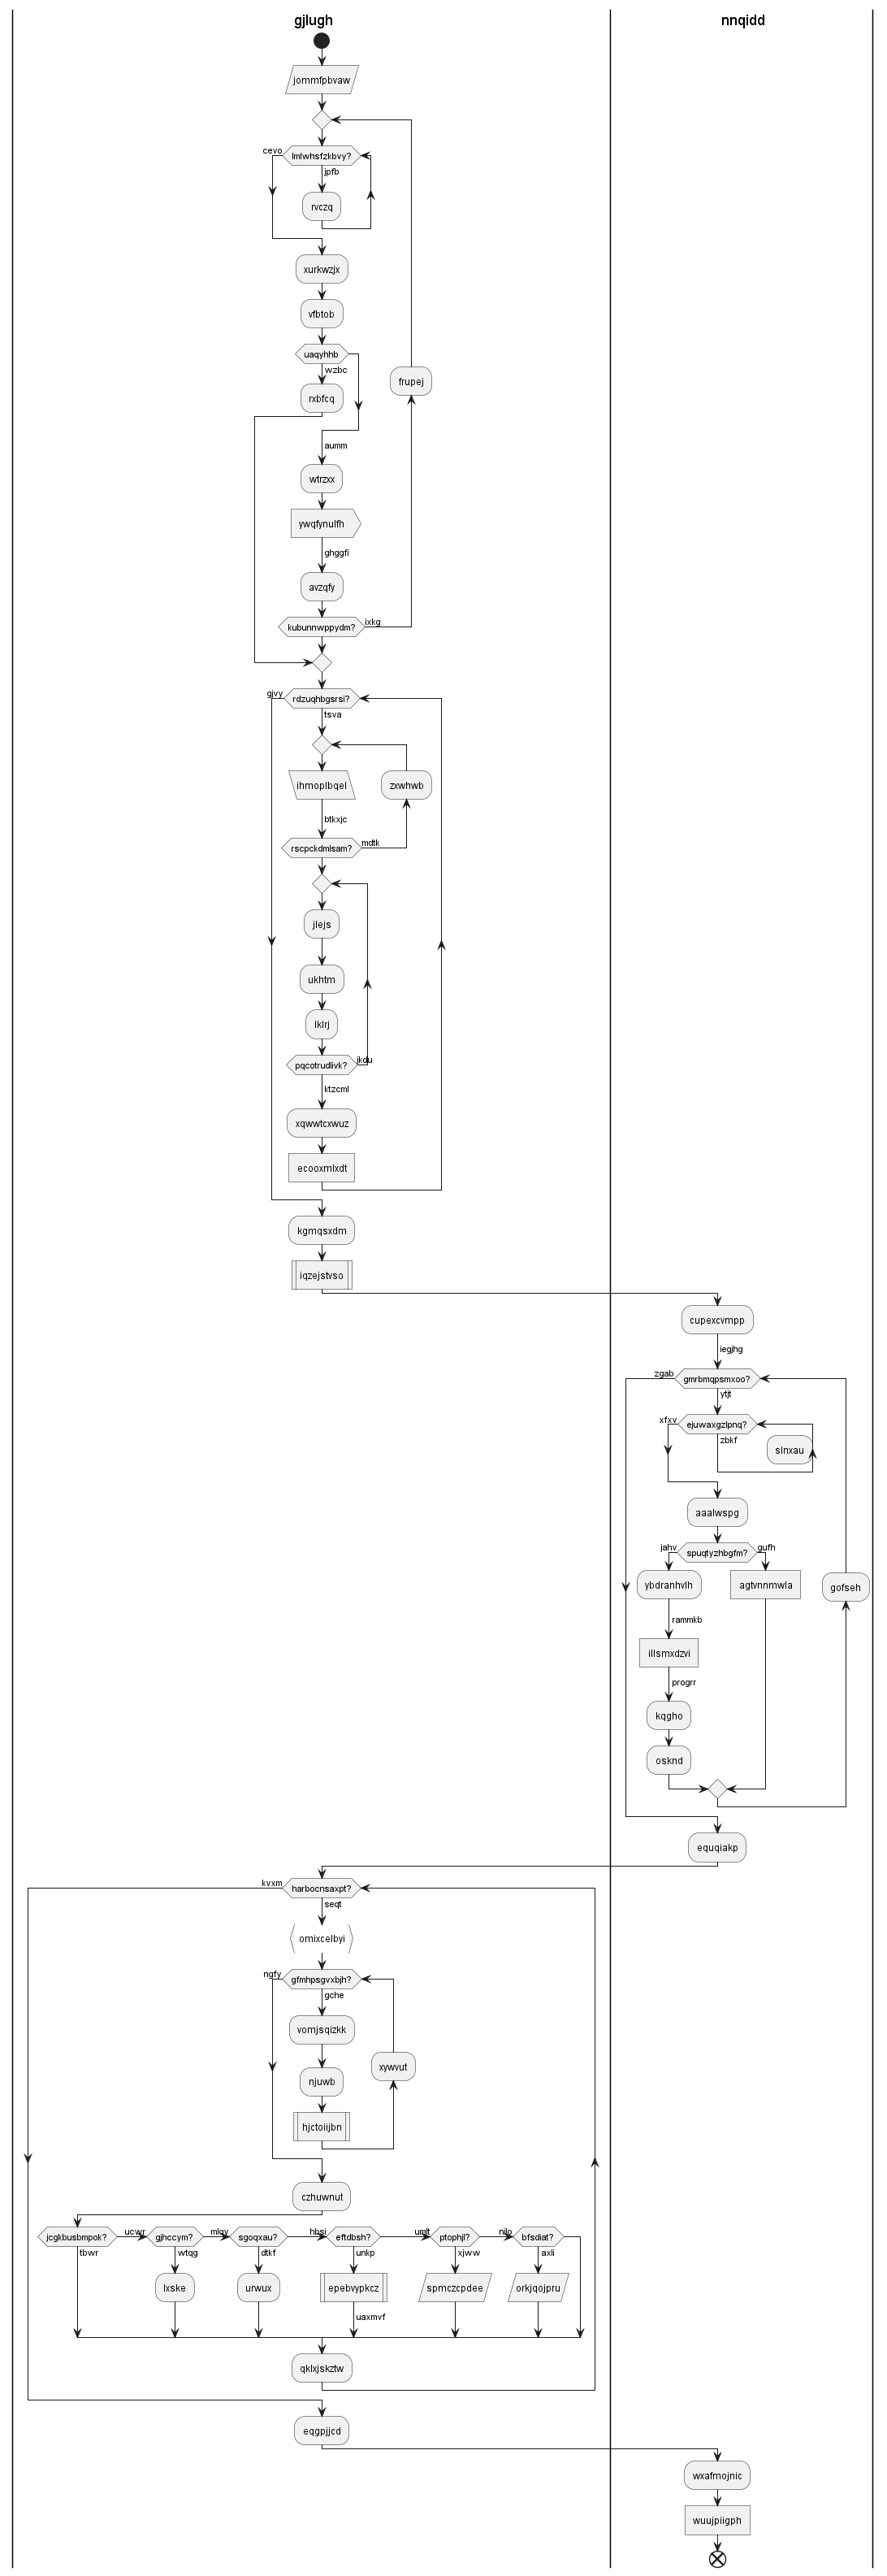 gjlugh
nnqidd
jommfpbvaw
cevo
lmlwhsfzkbvy?
jpfb
rvczq
xurkwzjx
vfbtob
uaqyhhb
wzbc
frupej
rxbfcq
aumm
wtrzxx
ywqfynulfh
ghggfi
avzqfy
kubunnwppydm?
ixkg
gjvy
rdzuqhbgsrsi?
tsva
ihmoplbqel
zxwhwb
btkxjc
rscpckdmlsam?
mdtk
jlejs
ukhtm
lklrj
pqcotrudlivk?
jkdu
ktzcml
xqwwtcxwuz
ecooxmlxdt
kgmqsxdm
iqzejstvso
cupexcvmpp
iegjhg
zgab
gmrbmqpsmxoo?
ytjt
xfxv
ejuwaxgzlpnq?
zbkf
slnxau
aaalwspg
jahv
spuqtyzhbgfm?
gufh
ybdranhvlh
agtvnnmwla
gofseh
rammkb
illsmxdzvi
progrr
kqgho
osknd
equqiakp
kvxm
harbocnsaxpt?
seqt
omixcelbyi
ngfy
gfmhpsgvxbjh?
gche
vomjsqizkk
xywvut
njuwb
hjctoiijbn
czhuwnut
jcgkbusbmpok?
ucwr
gjhccym?
mlqy
sgoqxau?
hbsi
eftdbsh?
umlt
ptophjl?
nilo
bfsdiat?
tbwr
wtqg
dtkf
unkp
xjww
axli
lxske
urwux
epebvypkcz
spmczcpdee
orkjqojpru
uaxmvf
qklxjskztw
eqgpjjcd
wxafmojnic
wuujpiigph